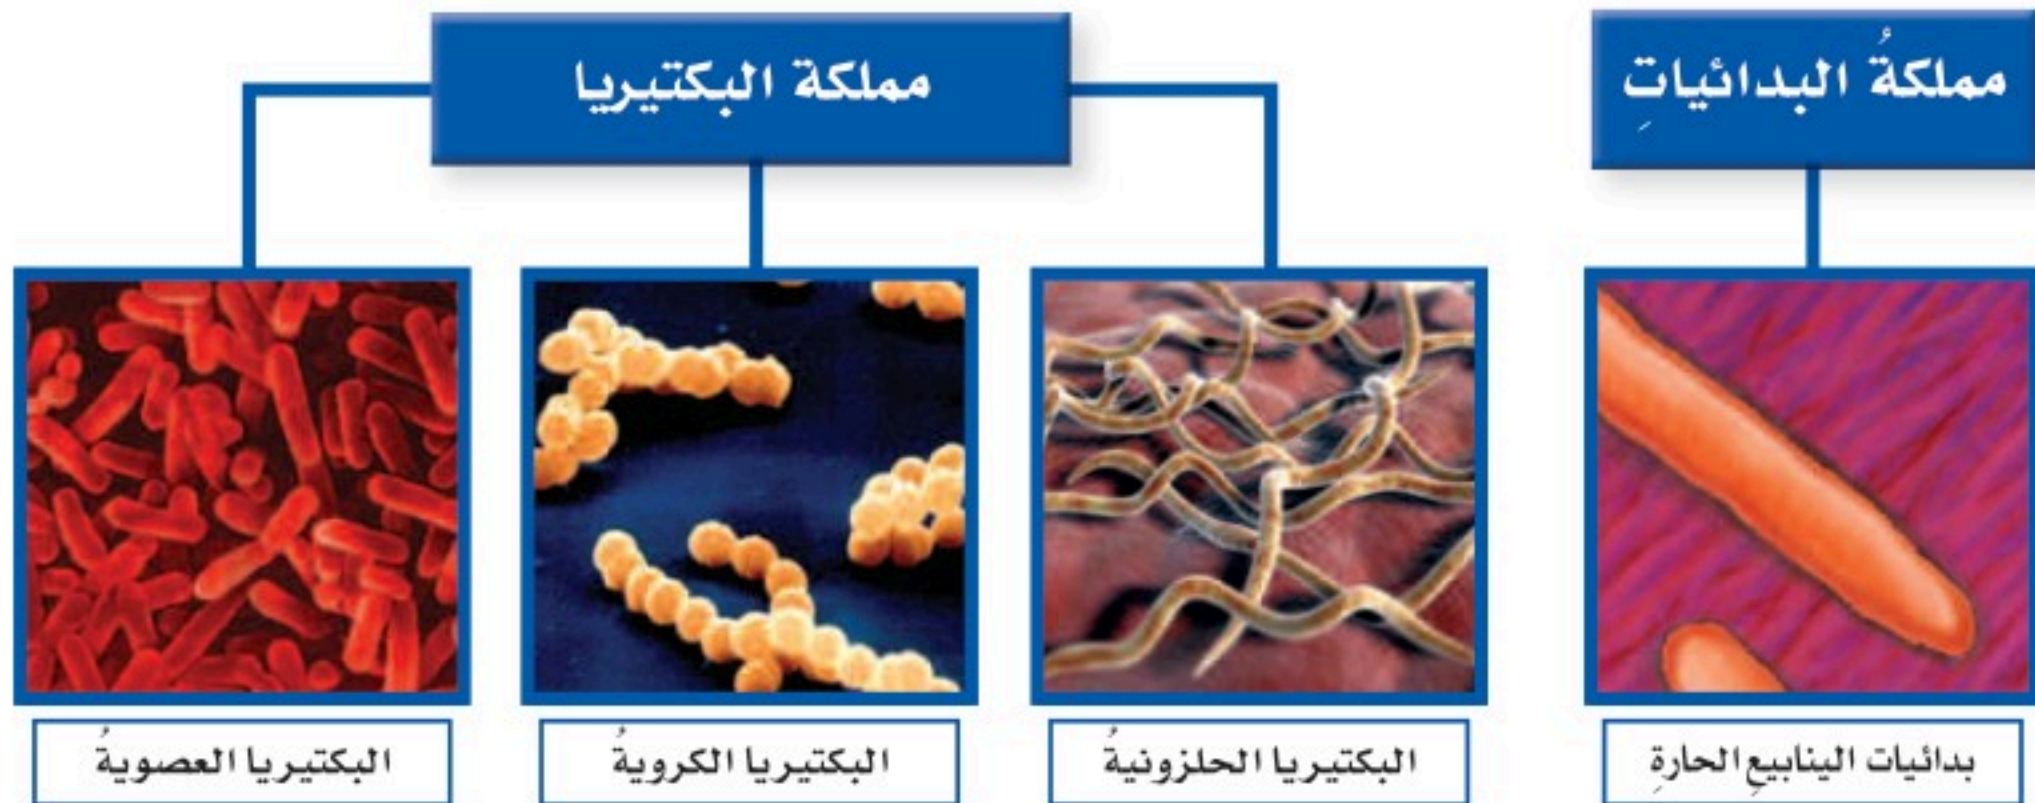 مملكةُ البدائياتِ
مملكة البكتيريا
بدائيات الينابيعِ الحارةِ
البكتيريا الحلزونيةُ
البكتيريا الكرويةُ
البكتيريا العصويةُ